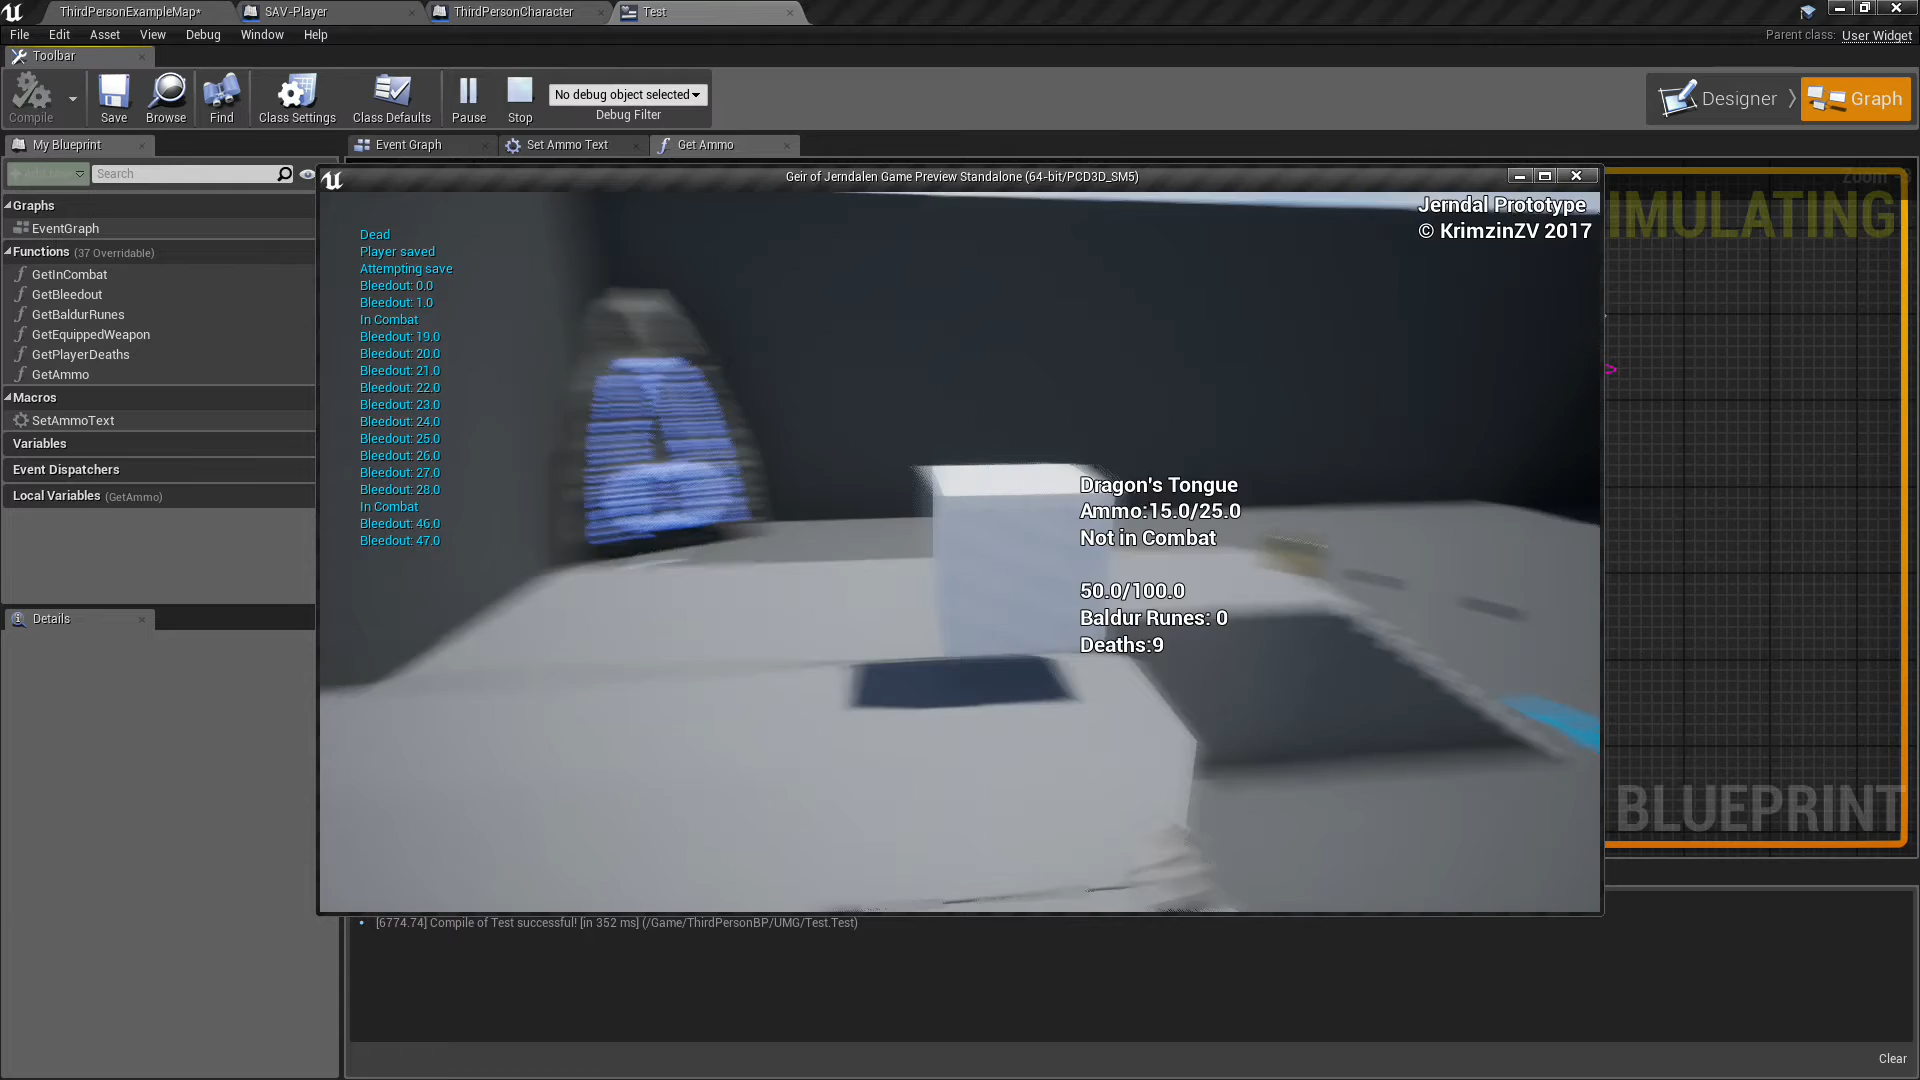 ThirdPersonExampleMap*
SAV-Player
ThirdPersonCharacter
Test
File Edit Asset View Debug Window Help
Parent class: User Widget
Toolbar
Compile
Save
Browse
Find
Class Settings
Class Defaults
Pause
Stop
No debug object selected
Debug Filter
Designer
Graph
My Blueprint
Event Graph
Set Ammo Text
Get Ammo
Search
Geir of Jerndalen Game Preview Standalone (64-bit/PCD3D_SM5)
Zoom -3
IMULATING
Graphs
EventGraph
Functions (37 Overridable)
GetInCombat
GetBleedout
GetBaldurRunes
GetEquippedWeapon
GetPlayerDeaths
GetAmmo
Macros
SetAmmoText
Variables
Event Dispatchers
Local Variables (GetAmmo)
Details
Jerndal Prototype
© KrimzinZV 2017
Dead
Player saved
Attempting save
Bleedout: 0.0
Bleedout: 1.0
In Combat
Bleedout: 19.0
Bleedout: 20.0
Bleedout: 21.0
Bleedout: 22.0
Bleedout: 23.0
Bleedout: 24.0
Bleedout: 25.0
Bleedout: 26.0
Bleedout: 27.0
Bleedout: 28.0
In Combat
Bleedout: 46.0
Bleedout: 47.0
Dragon's Tongue
Ammo:15.0/25.0
Not in Combat
50.0/100.0
Baldur Runes: 0
Deaths:9
BLUEPRINT
[6774.74] Compile of Test successful! [in 352 ms] (/Game/ThirdPersonBP/UMG/Test.Test)
Clear